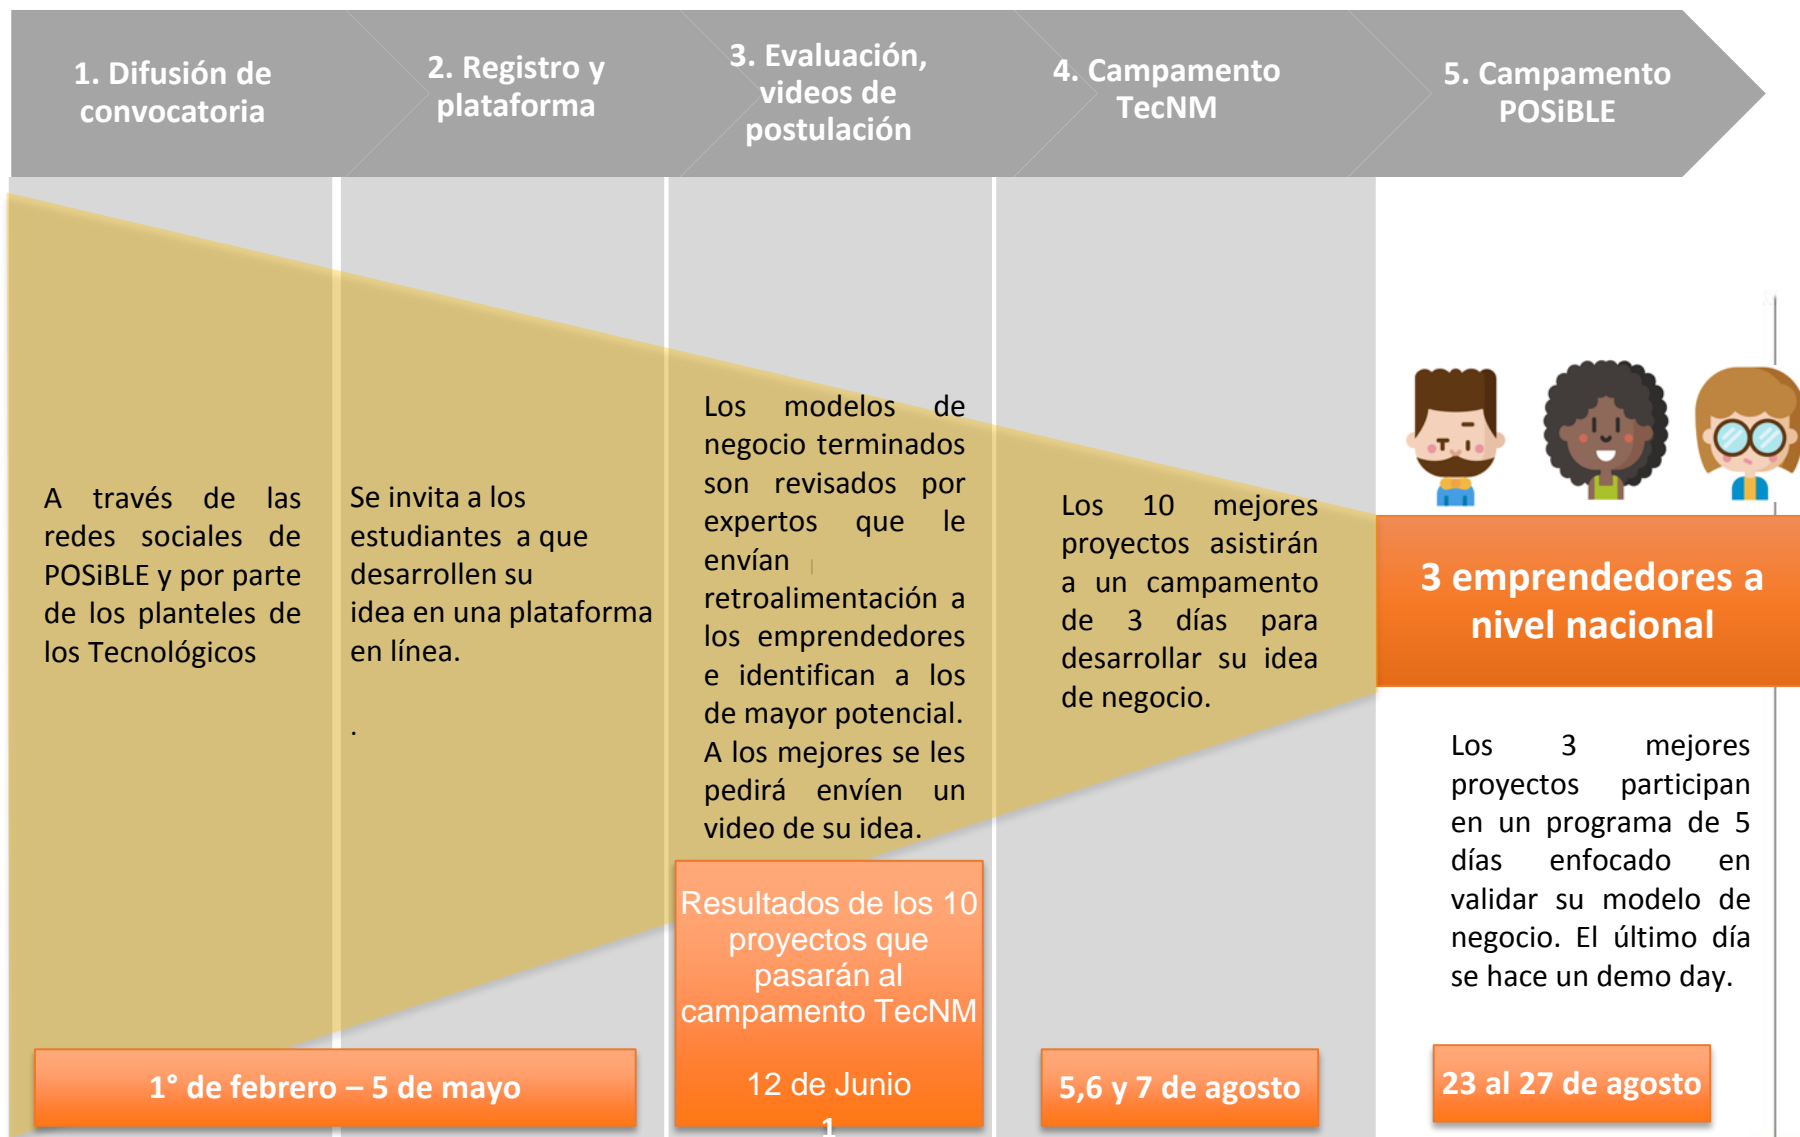 1. Difusión de
convocatoria
2. Registro y
plataforma
3. Evaluación,
videos de
postulación
4. Campamento
TecNM
5. Campamento
POSiBLE
A través de las
redes sociales de
POSiBLE y por parte
de los planteles de
los Tecnológicos
Se invita a los
estudiantes a que
desarrollen su
idea en una plataforma
en línea.
.
Los modelos de
negocio terminados
son revisados por
expertos que le
envían
retroalimentación a
los emprendedores
e identifican a los
de mayor potencial.
A los mejores se les
pedirá envíen un
video de su idea.
Los 10 mejores
proyectos asistirán
a un campamento
de 3 días para
desarrollar su idea
de negocio.
3 emprendedores a
nivel nacional
Los 3 mejores
proyectos participan
en un programa de 5
días enfocado en
validar su modelo de
negocio. El último día
se hace un demo day.
1° de febrero – 5 de mayo
Resultados de los 10
proyectos que
pasarán al
campamento TecNM
12 de Junio
1
5,6 y 7 de agosto
23 al 27 de agosto